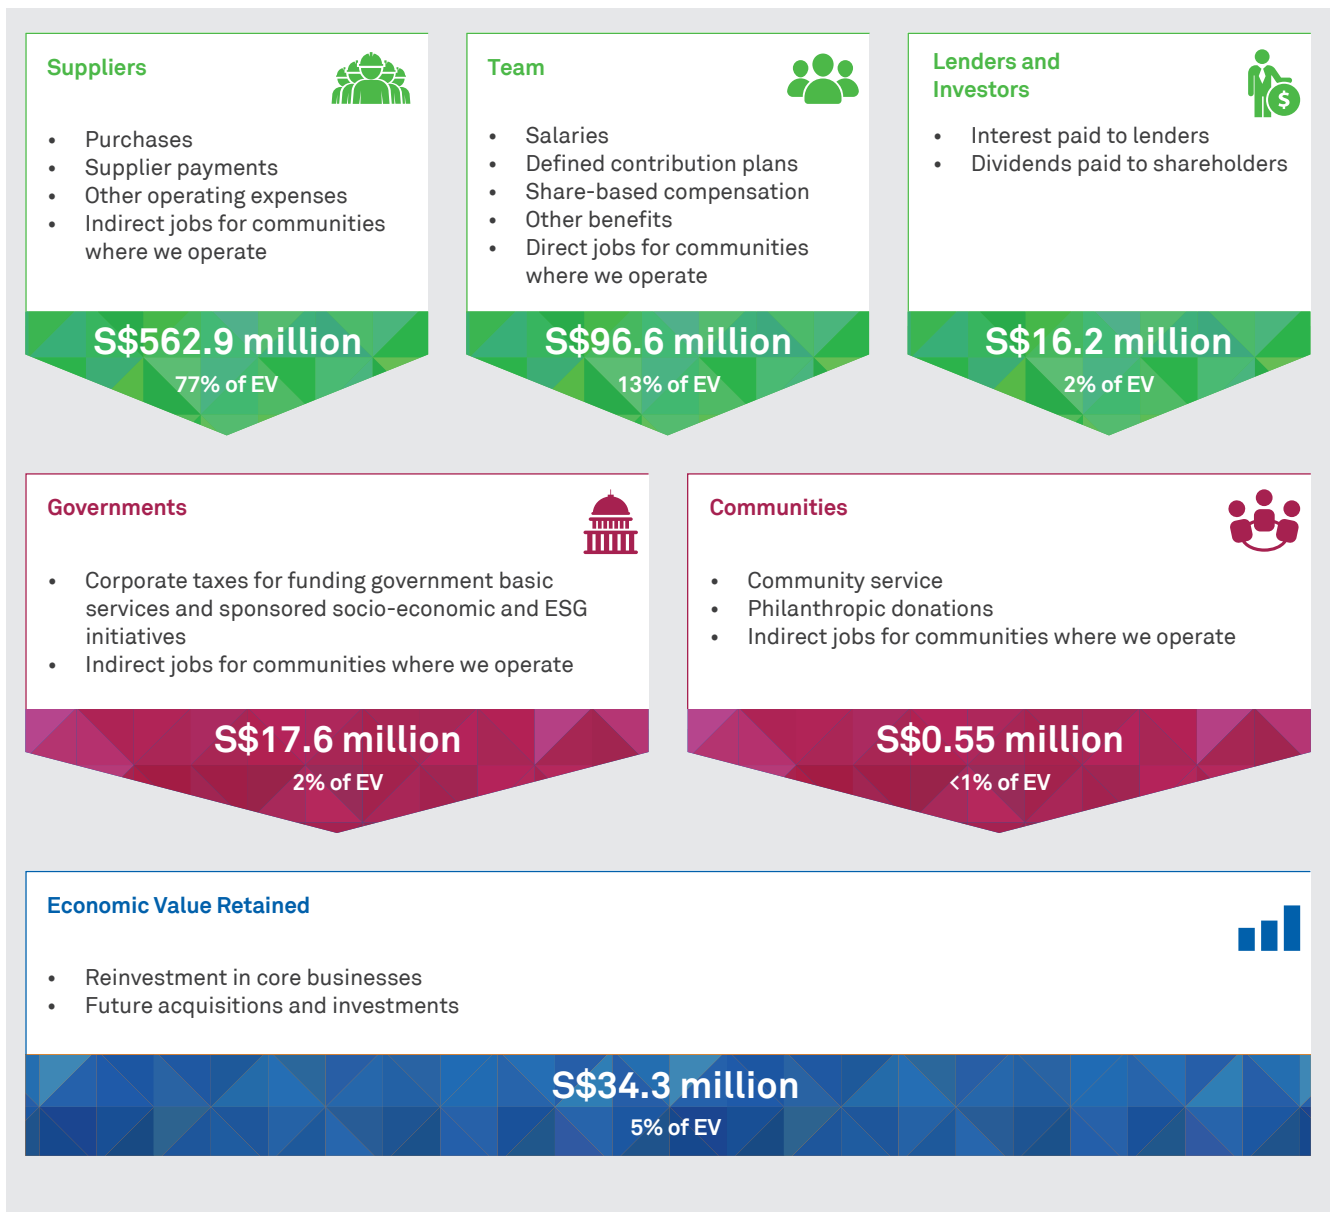 Suppliers
• Purchases
• Supplier payments
• Other operating expenses
• Indirect jobs for communities
where we operate
S$562.9 million
77% of EV
Team
• Salaries
• Defined contribution plans
• Share-based compensation
• Other benefits
• Direct jobs for communities
where we operate
S$96.6 million
13% of EV
Lenders and
Investors
$
• Interest paid to lenders
• Dividends paid to shareholders
S$16.2 million
2% of EV
Governments
• Corporate taxes for funding government basic
services and sponsored socio-economic and ESG
initiatives
• Indirect jobs for communities where we operate
S$17.6 million
2% of EV
Communities
• Community service
• Philanthropic donations
• Indirect jobs for communities where we operate
S$0.55 million
<1% of EV
Economic Value Retained
• Reinvestment in core businesses
• Future acquisitions and investments
S$34.3 million
5% of EV